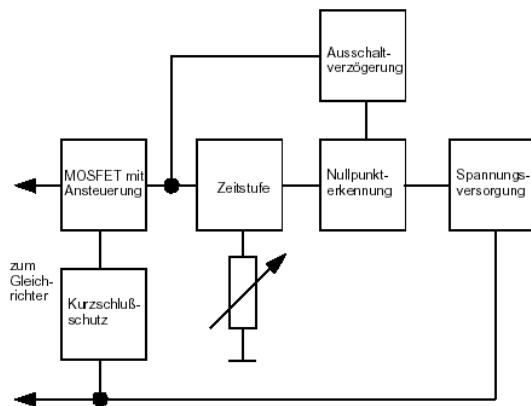 Ausschalt-
verzögerung
MOSFET mit
Ansteuerung
Zeitstufe
Nullpunkt-
erkennung
Spannungs-
versorgung
zum
Gleich-
richter
Kurzschluß-
schutz